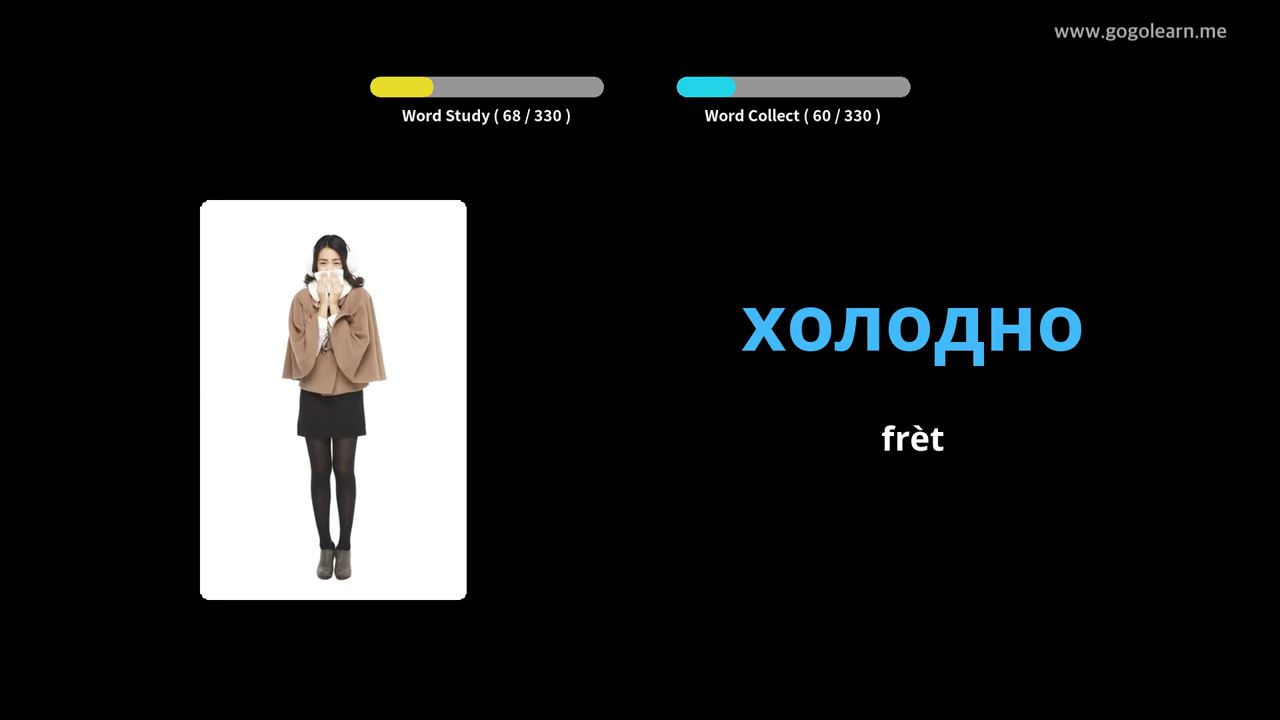 www.gogolearn.me
Word Study ( 68 / 330 )
Word Collect ( 60 / 330 )
холодно
frèt